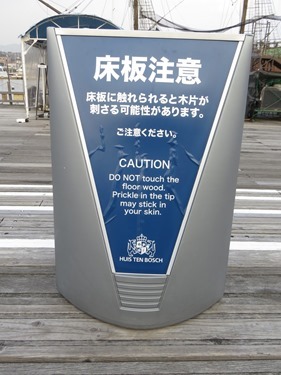 床板注意
床板に触れられると木片が
刺さる可能性があります。
ご注意ください。
CAUTION
DO NOT touch the
floor wood.
Prickle in the tip
may stick in
your skin.
HUIS TEN BOSCH